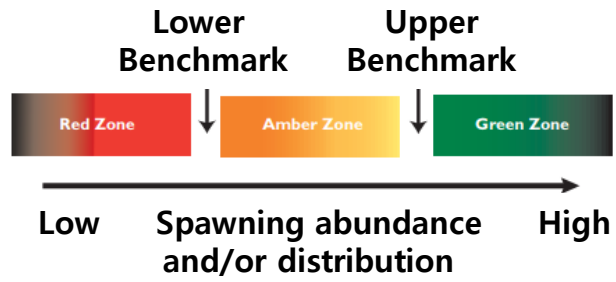 Lower Benchmark
Upper Benchmark
Red Zone
Amber Zone
Green Zone
Low
Spawning abundance
and/or distribution
High